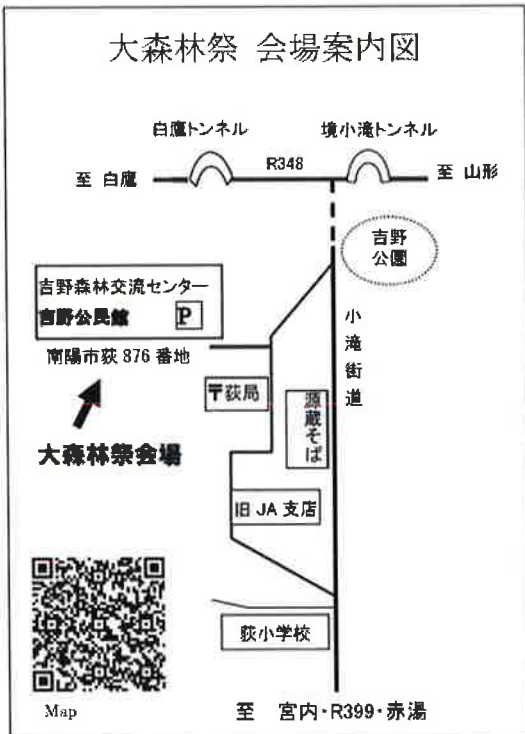 大森林祭 会場案内図
白鷹トンネル
境小滝トンネル
R348
至 白鷹
至 山形
吉野
公園
吉野森林交流センター
吉野公民館 P
南陽市荻 876 番地
小滝街道
〒荻局
源蔵そば
大森林祭会場
旧 JA 支店
荻小学校
Map
至 宮内・R399・赤湯